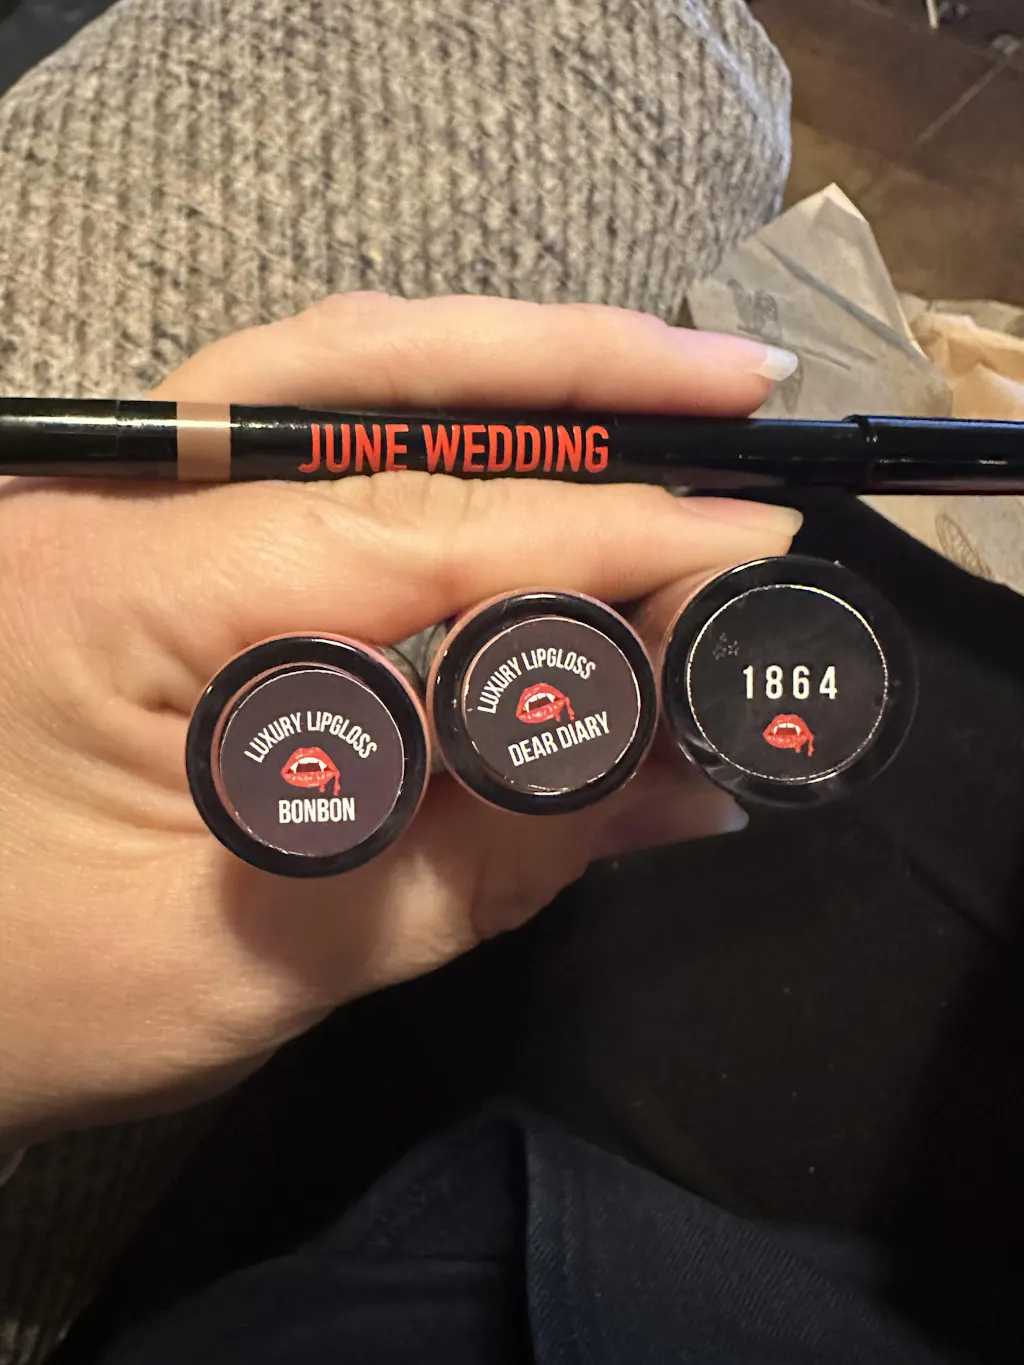 JUNE WEDDING
LUXURY LIPGLOSS
BONBON
LUXURY LIPGLOSS
DEAR DIARY
1864